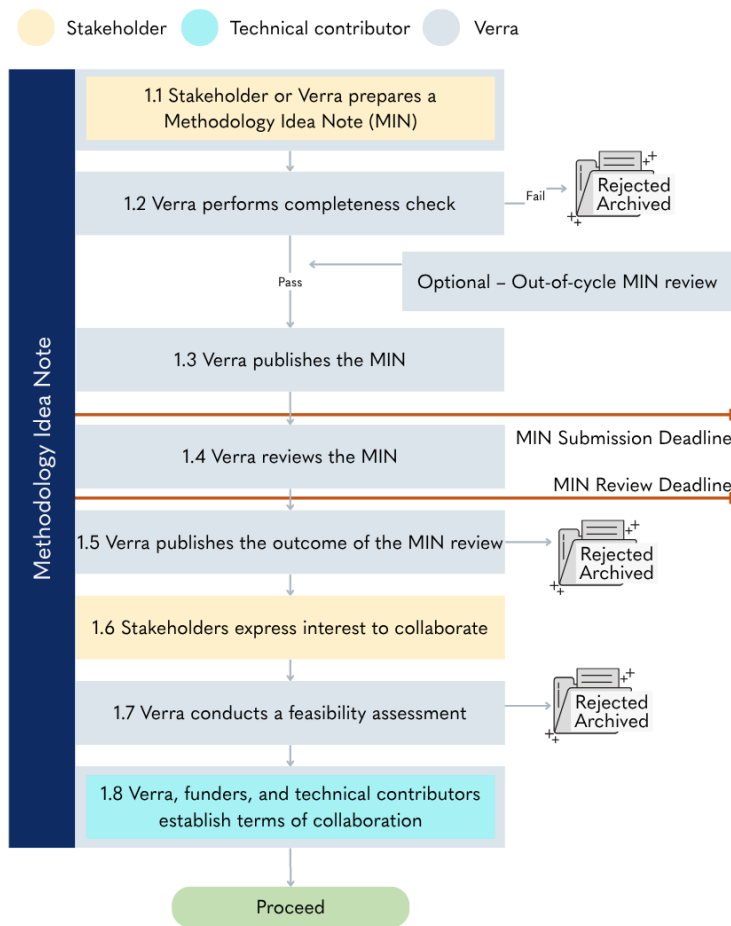 Stakeholder
Technical contributor
Verra
Methodology Idea Note
1.1 Stakeholder or Verra prepares a
Methodology Idea Note (MIN)
1.2 Verra performs completeness check
Fail
Rejected
Archived
Pass
Optional – Out-of-cycle MIN review
1.3 Verra publishes the MIN
MIN Submission Deadline
1.4 Verra reviews the MIN
MIN Review Deadline
1.5 Verra publishes the outcome of the MIN review
Rejected
Archived
1.6 Stakeholders express interest to collaborate
1.7 Verra conducts a feasibility assessment
Rejected
Archived
1.8 Verra, funders, and technical contributors
establish terms of collaboration
Proceed